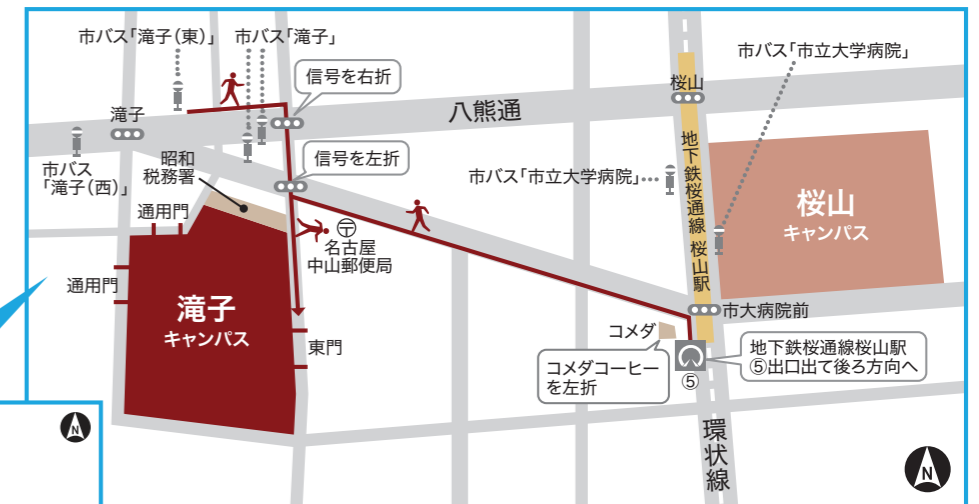 市バス「滝子(東)」
市バス「滝子」
信号を右折
滝子
八熊通
桜山
市バス「市立大学病院」
市バス
「滝子(西)」
昭和
税務署
信号を左折
市バス「市立大学病院」
地下鉄桜通線 桜山駅
桜山
キャンパス
通用門
〒
名古屋
中山郵便局
通用門
滝子
キャンパス
東門
市大病院前
コメダ
コメダコーヒー
を左折
⑤
地下鉄桜通線桜山駅
⑤出口出て後ろ方向へ
環状線
N
N